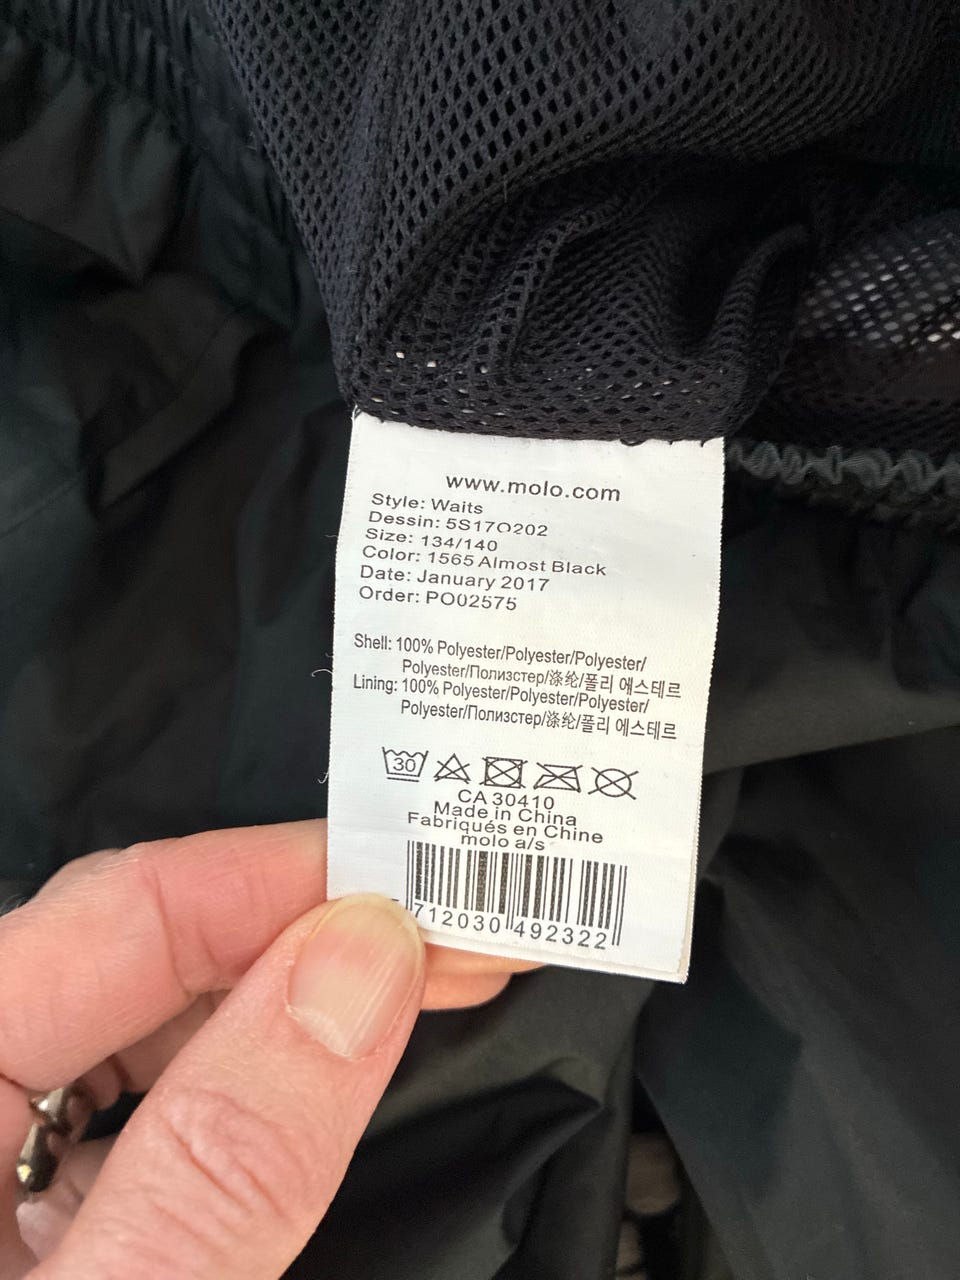 www.molo.com
Style: Waits
Dessin: 5S17O202
Size: 134/140
Color: 1565 Almost Black
Date: January 2017
Order: PO02575
Shell: 100% Polyester/Polyester/Polyester/
Polyester/Полиэстер/涤纶/폴리 에스테르
Lining: 100% Polyester/Polyester/Polyester/
Polyester/Полиэстер/涤纶/폴리 에스테르
30
CA 30410
Made in China
Fabriqués en Chine
molo a/s
712030 492322